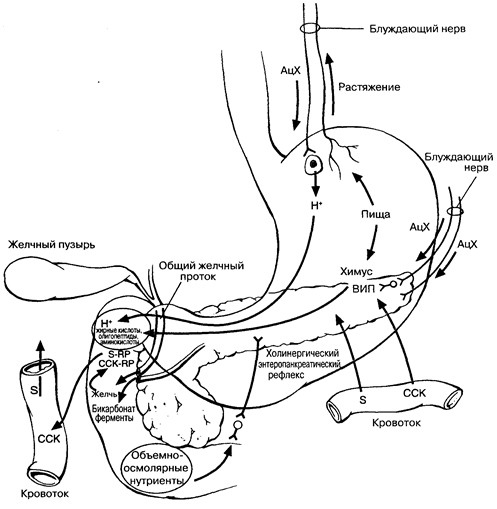 Блуждающий нерв
АцХ
Растяжение
Блуждающий
нерв
H⁺
Пища
АцХ
АцХ
Желчный пузырь
Общий желчный
проток
Химус
ВИП
H⁺
жирные кислоты,
олигопептиды,
аминокислоты
S-RP
CCK-RP
Холинергический
энтеропанкреатический
рефлекс
Желчь
Бикарбонат
ферменты
S
CCK
S
CCK
Кровоток
Объемно-
осмолярные
нутриенты
Кровоток